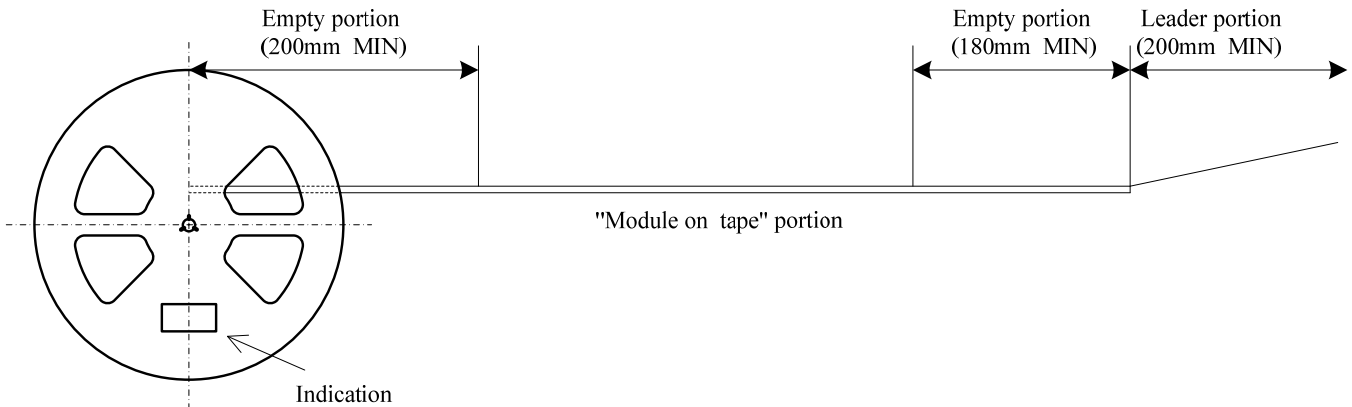 Empty portion
(200mm MIN)
Empty portion
(180mm MIN)
Leader portion
(200mm MIN)
"Module on tape" portion
Indication